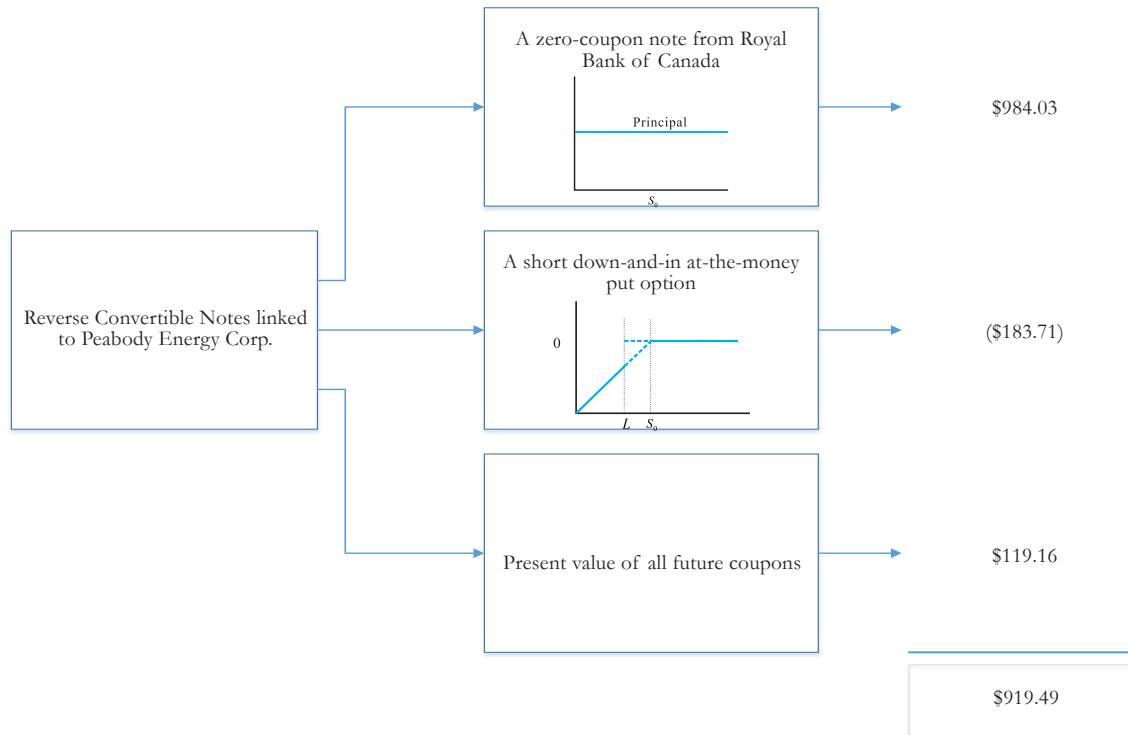 A zero-coupon note from Royal
Bank of Canada
Principal
S₀
$984.03
Reverse Convertible Notes linked
to Peabody Energy Corp.
A short down-and-in at-the-money
put option
0
L S₀
($183.71)
Present value of all future coupons
$119.16
$919.49